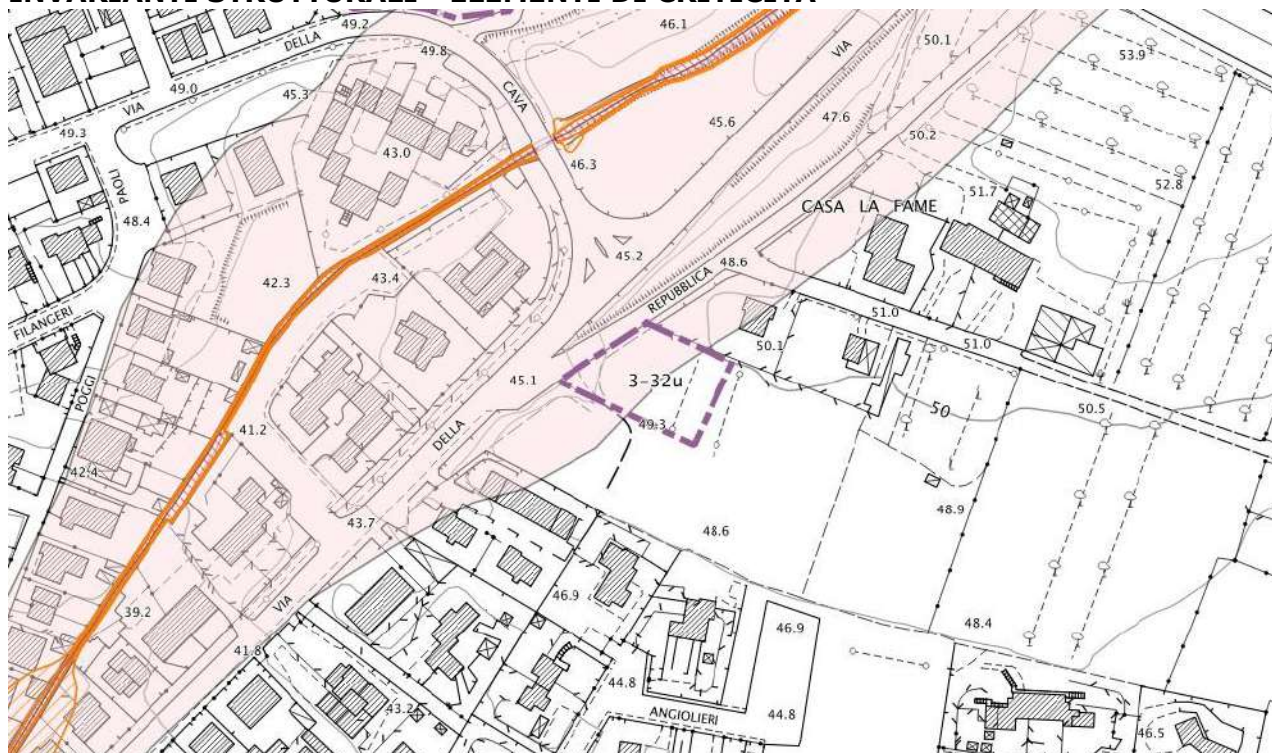 INVARIANTE STRUTTURALE - ELEMENTI DI CRITICITÀ
49.2
DELLA
49.8
46.1
VIA
50.1
53.9
VIA
49.0
45.3
CAVA
49.3
43.0
45.6
47.6
50.2
46.3
PAOLI
48.4
51.7
52.8
CASA LA FAME
45.2
42.3
43.4
48.6
REPUBBLICA
51.0
FILANGERI
50.1
51.0
POGGI
45.1
3-32u
50
50.5
49.3
41.2
DELLA
42.4
43.7
48.6
48.9
39.2
VIA
46.9
46.9
48.4
41.8
44.8
43.2
ANGIOLIERI
44.8
46.5